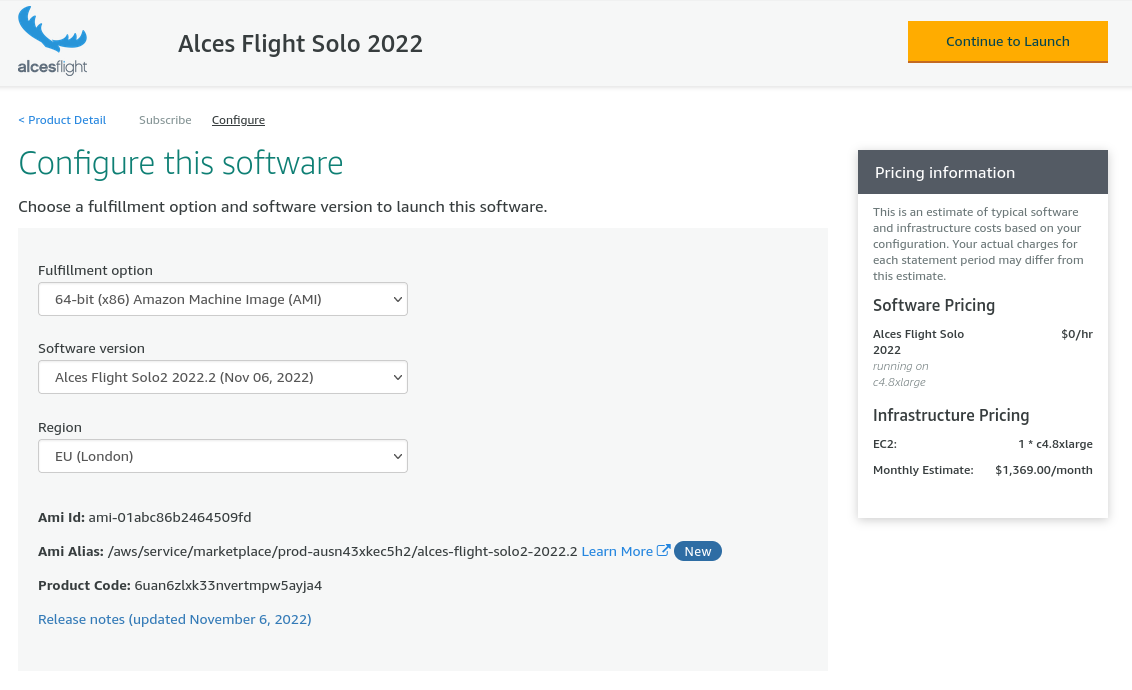 alcesflight
Alces Flight Solo 2022
Continue to Launch
< Product Detail
Subscribe
Configure
Configure this software
Choose a fulfillment option and software version to launch this software.
Fulfillment option
64-bit (x86) Amazon Machine Image (AMI)
Software version
Alces Flight Solo2 2022.2 (Nov 06, 2022)
Region
EU (London)
Ami Id: ami-01abc86b2464509fd
Ami Alias: /aws/service/marketplace/prod-ausn43xkec5h2/alces-flight-solo2-2022.2 Learn More New
Product Code: 6uan6zlxk33nvertmpw5ayja4
Release notes (updated November 6, 2022)
Pricing information
This is an estimate of typical software
and infrastructure costs based on your
configuration. Your actual charges for
each statement period may differ from
this estimate.
Software Pricing
Alces Flight Solo $0/hr
2022
running on
c4.8xlarge
Infrastructure Pricing
EC2: 1 * c4.8xlarge
Monthly Estimate: $1,369.00/month